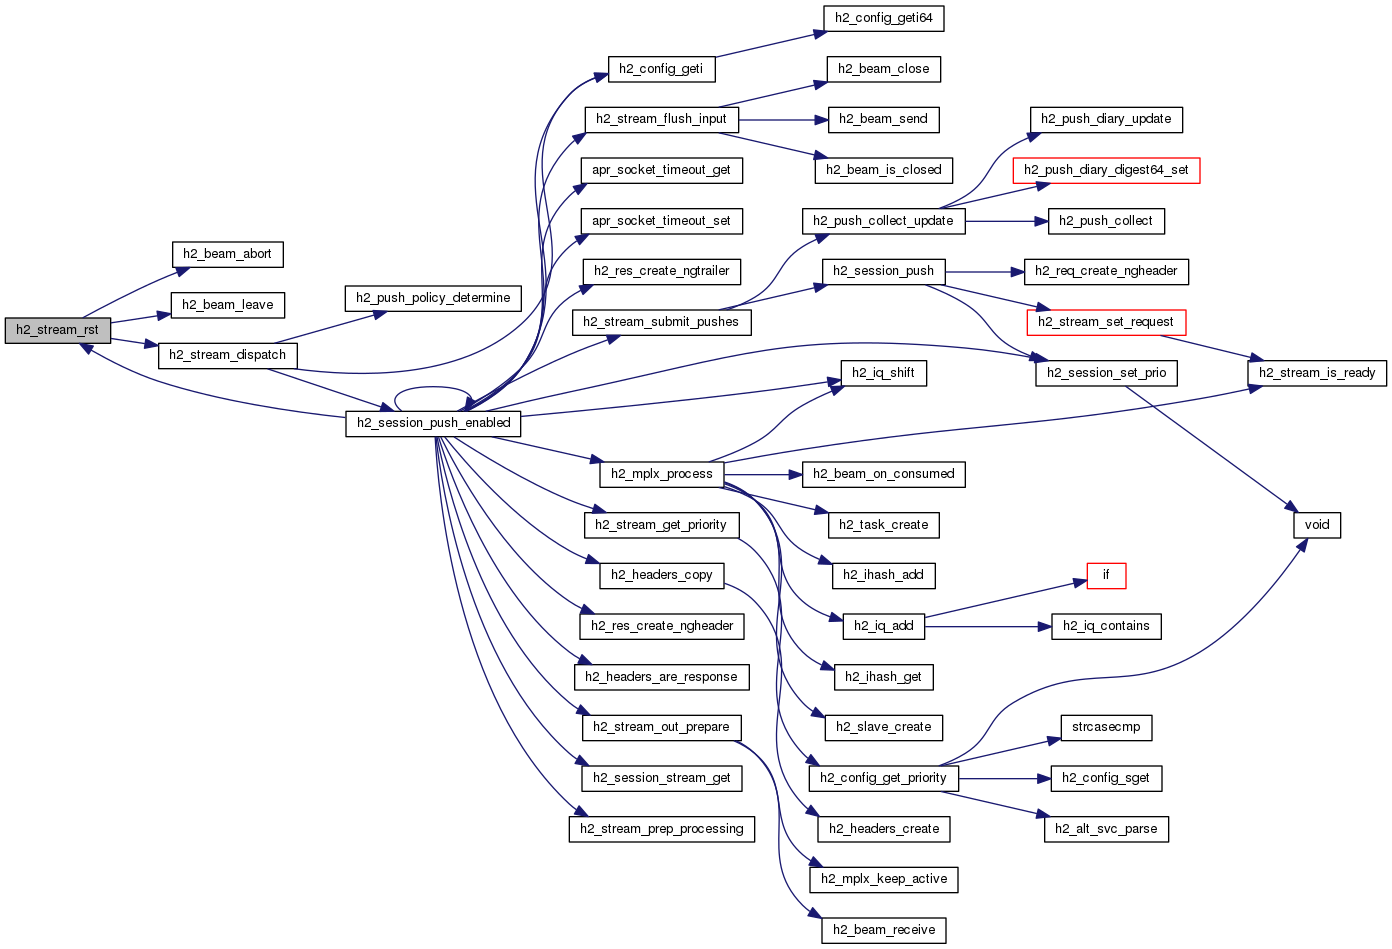 h2_stream_rst
h2_beam_abort
h2_beam_leave
h2_stream_dispatch
h2_push_policy_determine
h2_session_push_enabled
h2_config_geti
h2_stream_flush_input
apr_socket_timeout_get
apr_socket_timeout_set
h2_res_create_ngtrailer
h2_stream_submit_pushes
h2_mplx_process
h2_stream_get_priority
h2_headers_copy
h2_res_create_ngheader
h2_headers_are_response
h2_stream_out_prepare
h2_session_stream_get
h2_stream_prep_processing
h2_config_geti64
h2_beam_close
h2_beam_send
h2_beam_is_closed
h2_push_collect_update
h2_session_push
h2_iq_shift
h2_beam_on_consumed
h2_task_create
h2_ihash_add
h2_iq_add
h2_ihash_get
h2_slave_create
h2_config_get_priority
h2_headers_create
h2_mplx_keep_active
h2_beam_receive
h2_push_diary_update
h2_push_diary_digest64_set
h2_push_collect
h2_req_create_ngheader
h2_stream_set_request
h2_session_set_prio
if
h2_iq_contains
strcasecmp
h2_config_sget
h2_alt_svc_parse
h2_stream_is_ready
void